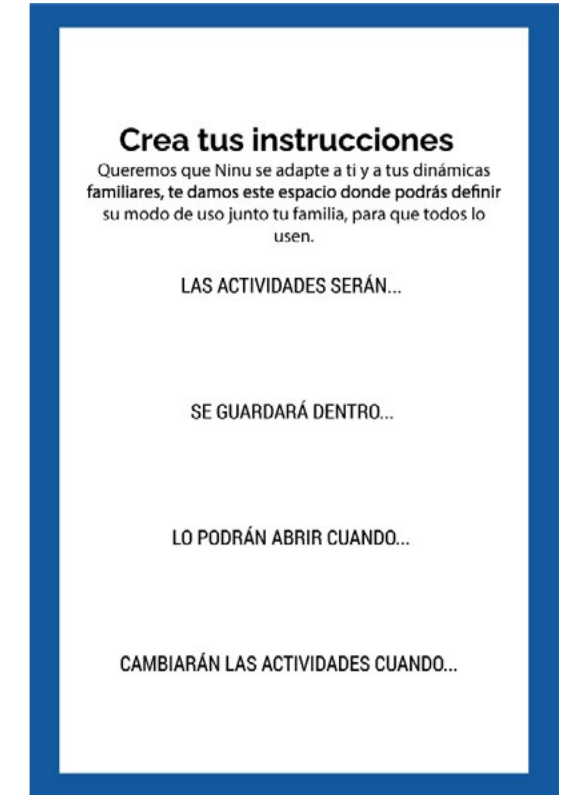 Crea tus instrucciones
Queremos que Ninu se adapte a ti y a tus dinámicas
familiares, te damos este espacio donde podrás definir
su modo de uso junto tu familia, para que todos lo
usen.
LAS ACTIVIDADES SERÁN...
SE GUARDARÁ DENTRO...
LO PODRÁN ABRIR CUANDO...
CAMBIARÁN LAS ACTIVIDADES CUANDO...